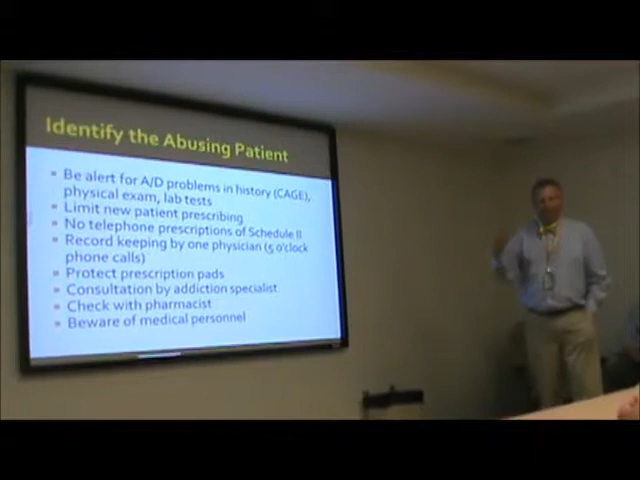 Identify the Abusing Patient
Be alert for A/D problems in history (CAGE),
physical exam, lab tests
Limit new patient prescribing
No telephone prescriptions of Schedule II
Record keeping by one physician (5 o'clock
phone calls)
Protect prescription pads
Consultation by addiction specialist
Check with pharmacist
Beware of medical personnel